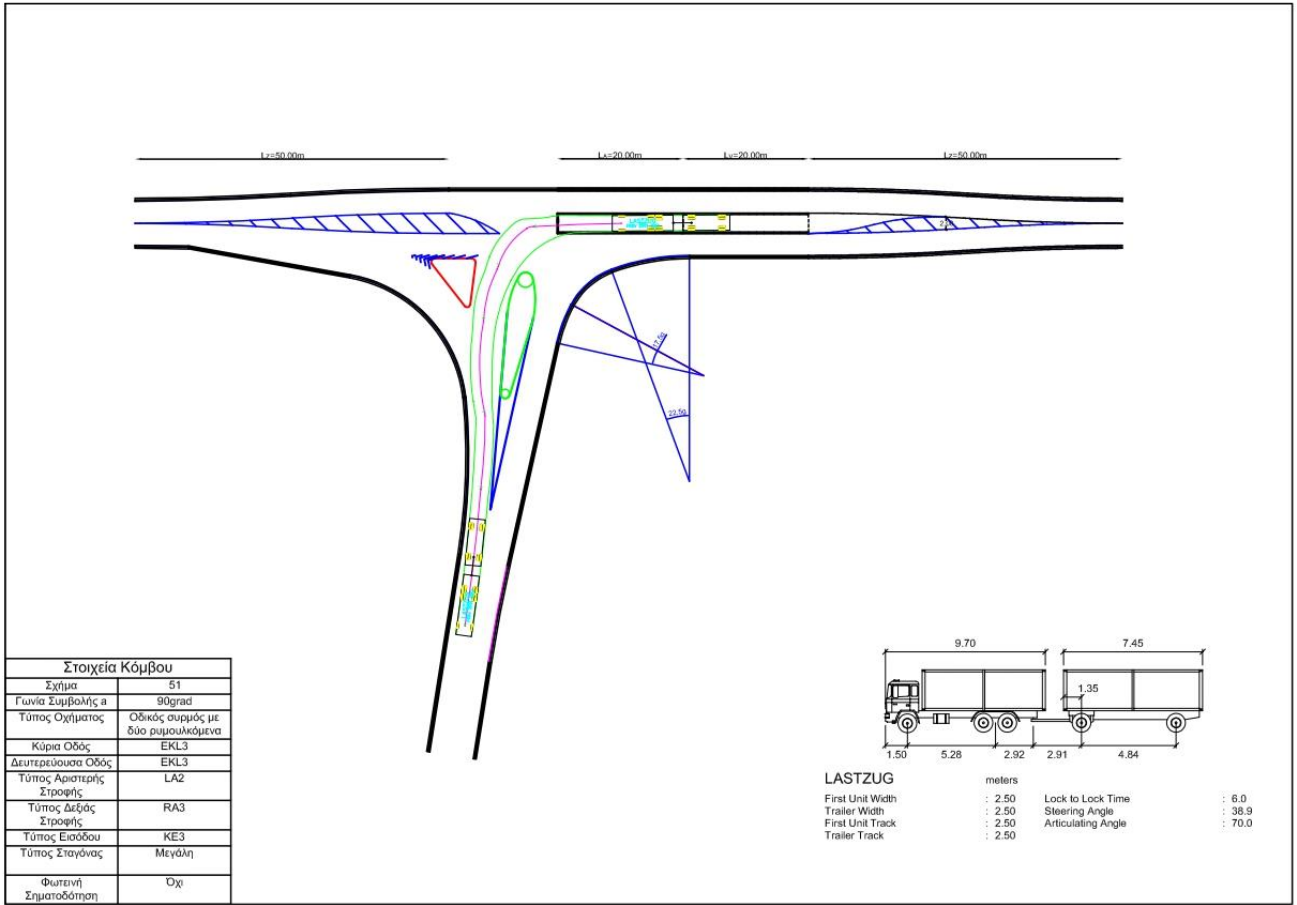 Lz=50.00m LA=20.00m Lv=20.00m Lz=50.00m
17.5g
22.5g
Στοιχεία Κόμβου
Σχήμα 51
Γωνία Συμβολής a 90grad
Τύπος Οχήματος Οδικός συρμός με
δύο ρυμουλκόμενα
Κύρια Οδός EKL3
Δευτερεύουσα Οδός EKL3
Τύπος Αριστερής LA2
Στροφής
Τύπος Δεξιάς RA3
Στροφής
Τύπος Εισόδου KE3
Τύπος Σταγόνας Μεγάλη
Φωτεινή Όχι
Σηματοδότηση
9.70 7.45
1.35
1.50 5.28 2.92 2.91 4.84
LASTZUG meters
First Unit Width : 2.50 Lock to Lock Time : 6.0
Trailer Width : 2.50 Steering Angle : 38.9
First Unit Track : 2.50 Articulating Angle : 70.0
Trailer Track : 2.50